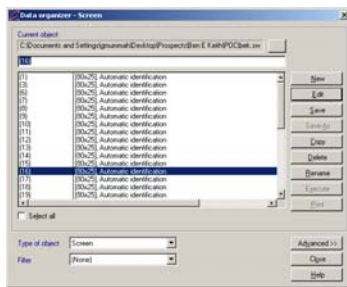 Data organizer - Screen
Current object
C:\Documents and Settings\gmurmah\Desktop\Prospects\Ben E Keith\POC\bek.sw
(16)
(1) [80x25], Automatic identification
(3) [80x25], Automatic identification
(6) [80x25], Automatic identification
(7) [80x25], Automatic identification
(8) [80x25], Automatic identification
(9) [80x25], Automatic identification
(10) [80x25], Automatic identification
(11) [80x25], Automatic identification
(12) [80x25], Automatic identification
(13) [80x25], Automatic identification
(14) [80x25], Automatic identification
(15) [80x25], Automatic identification
(16) [80x25], Automatic identification
(17) [80x25], Automatic identification
(18) [80x25], Automatic identification
(19) [80x25], Automatic identification
New
Edit
Save
Save As
Copy
Delete
Rename
Execute
Print
Select all
Type of object Screen
Filter (None)
Advanced >>
Close
Help